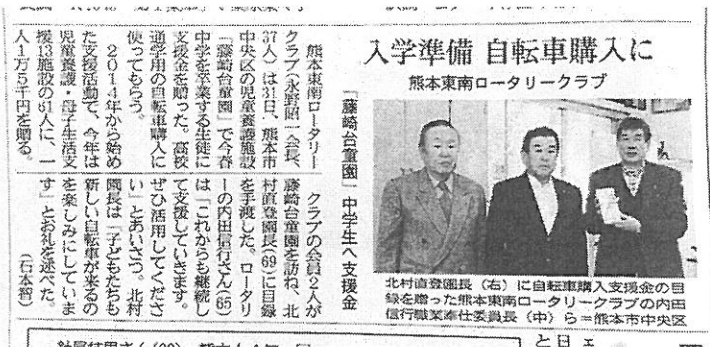 入学準備 自転車購入に
熊本東南ロータリークラブ
「藤崎台童園」中学生へ支援金
熊本東南ロータリー
クラブ(永野昭一会長、
37人)は31日、熊本市
中央区の児童養護施設
「藤崎台童園」で今春
中学を卒業する生徒に
支援金を贈った。高校
通学用の自転車購入に
使ってもらう。
2014年から始め
た支援活動で、今年は
児童養護・母子生活支
援13施設の61人に、一
人1万5千円を贈る。
クラブの会員2人が
藤崎台童園を訪ね、北
村直登園長(69)に目録
を手渡した。ロータリ
ーの内田信行さん(65)
は「これからも継続し
て支援していきます。
ぜひ活用してくださ
い」とあいさつ。北村
園長は「子どもたちも
新しい自転車が来るの
を楽しみにしていま
す」とお礼を述べた。
(石本智)
北村直登園長(右)に自転車購入支援金の目
録を贈った熊本東南ロータリークラブの内田
信行職業奉仕委員長(中)ら=熊本市中央区